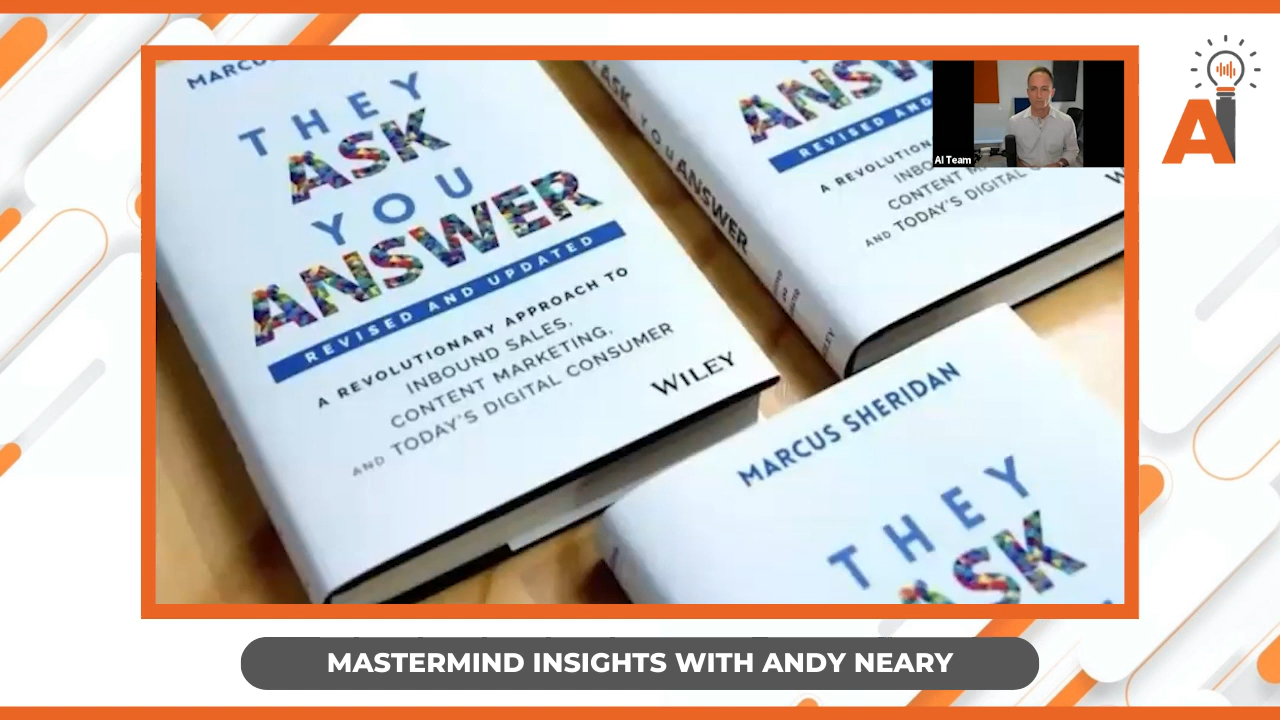 MARCUS
THEY
ASK
YOU
ANSWER
REVISED AND UPDATED
A REVOLUTIONARY APPROACH TO
INBOUND SALES,
CONTENT MARKETING,
AND TODAY'S DIGITAL CONSUMER
WILEY
ASK YOU ANSWER
WILEY
ANSWER
REVISED AND
A REVOLUTION
INBO
CONTENT M
AND TODAY'S DIGITAL C
W
MARCUS SHERIDAN
THEY
ASK
AI Team
AI
MASTERMIND INSIGHTS WITH ANDY NEARY